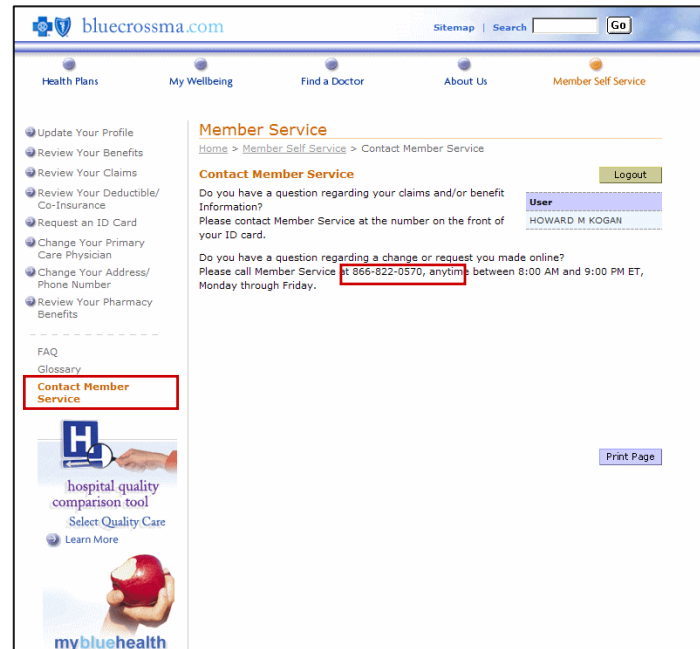 bluecrossma.com
Sitemap | Search
Go
Health Plans
My Wellbeing
Find a Doctor
About Us
Member Self Service
Update Your Profile
Review Your Benefits
Review Your Claims
Review Your Deductible/
Co-Insurance
Request an ID Card
Change Your Primary
Care Physician
Change Your Address/
Phone Number
Review Your Pharmacy
Benefits
FAQ
Glossary
Contact Member
Service
H
hospital quality
comparison tool
Select Quality Care
Learn More
mybluehealth
Member Service
Home > Member Self Service > Contact Member Service
Contact Member Service
Logout
Do you have a question regarding your claims and/or benefit
Information?
Please contact Member Service at the number on the front of
your ID card.
User
HOWARD M KOGAN
Do you have a question regarding a change or request you made online?
Please call Member Service at 866-822-0570, anytime between 8:00 AM and 9:00 PM ET,
Monday through Friday.
Print Page